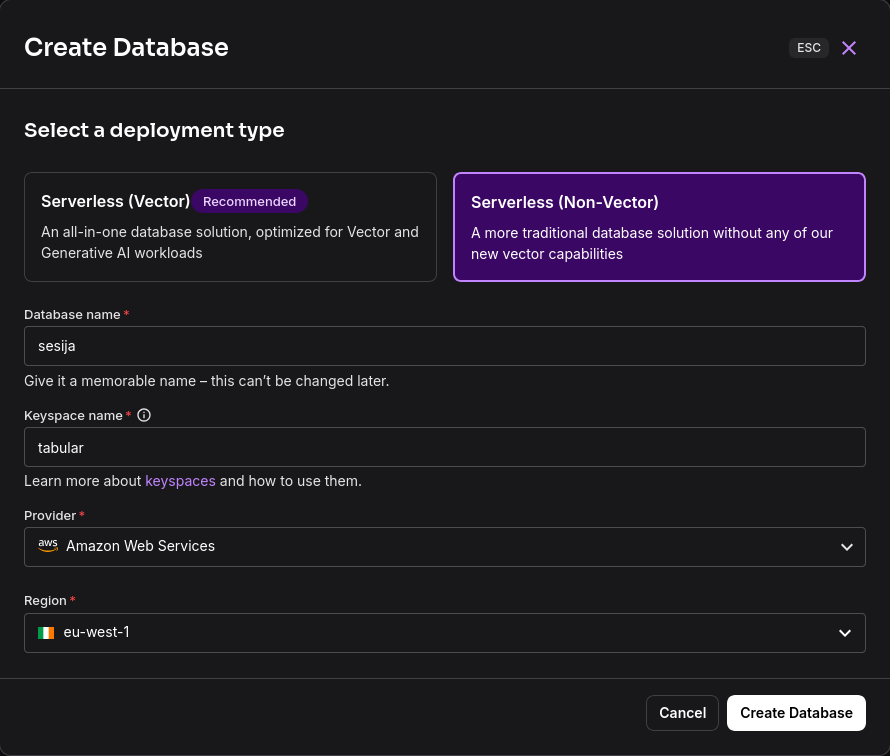 Create Database
ESC
Select a deployment type
Serverless (Vector) Recommended
An all-in-one database solution, optimized for Vector and
Generative AI workloads
Serverless (Non-Vector)
A more traditional database solution without any of our
new vector capabilities
Database name *
sesija
Give it a memorable name – this can’t be changed later.
Keyspace name *
tabular
Learn more about keyspaces and how to use them.
Provider *
aws Amazon Web Services
Region *
eu-west-1
Cancel
Create Database